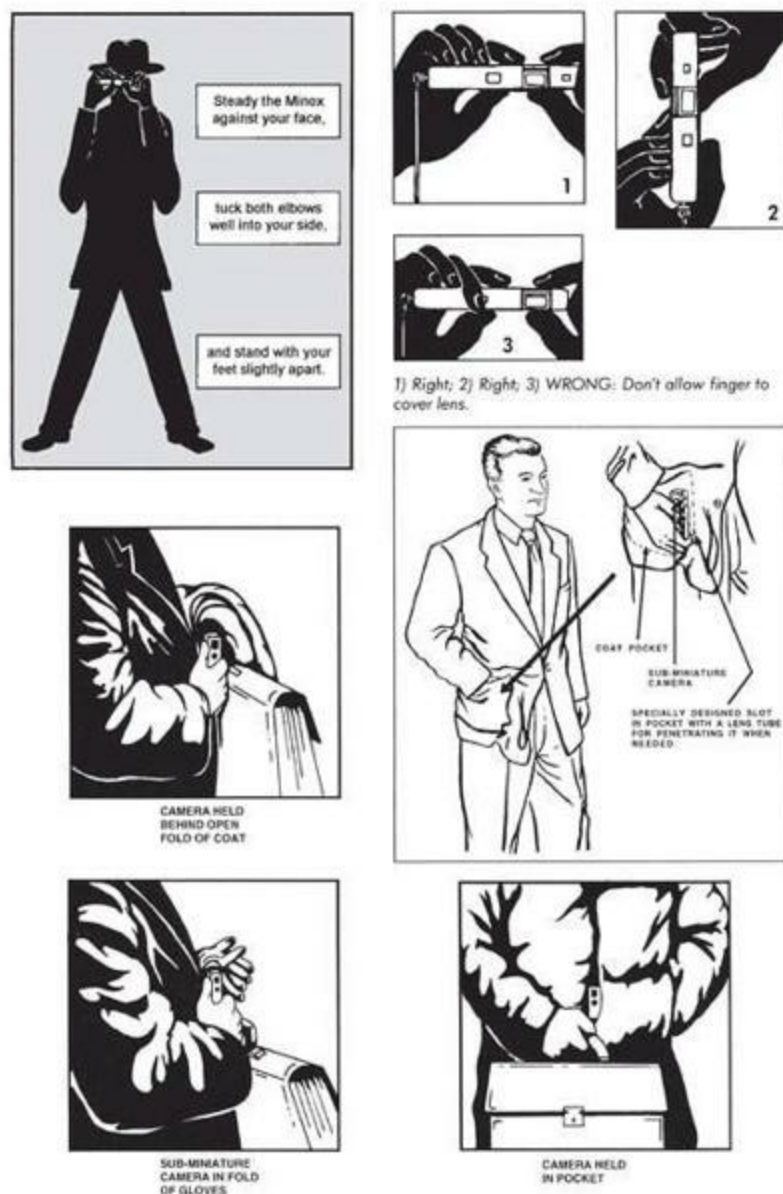 Steady the Minox
against your face,
tuck both elbows
well into your side,
and stand with your
feet slightly apart.
1
2
3
1) Right; 2) Right; 3) WRONG: Don't allow finger to
cover lens.
COAT POCKET
SUB-MINIATURE
CAMERA
SPECIALLY DESIGNED SLOT
IN POCKET WITH A LENS TUBE
FOR PENETRATING IT WHEN
NEEDED
CAMERA HELD
BEHIND OPEN
FOLD OF COAT
SUB-MINIATURE
CAMERA IN FOLD
OF GLOVES
CAMERA HELD
IN POCKET